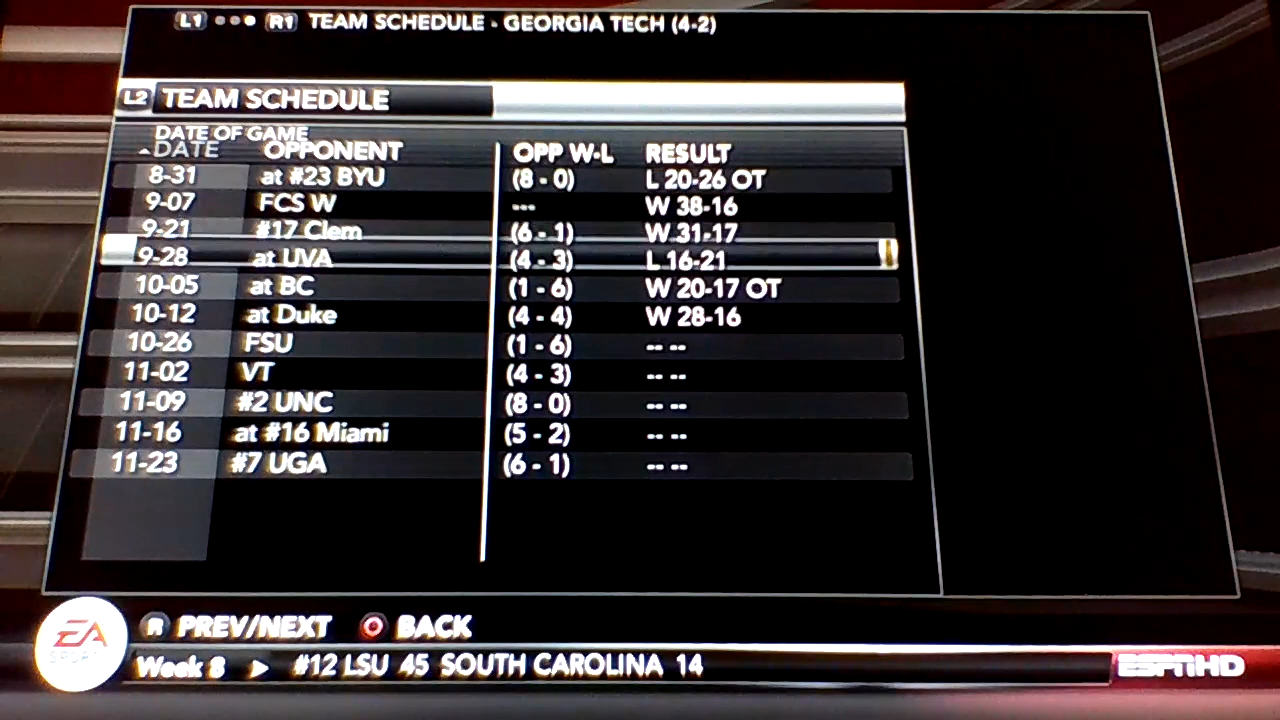 L1 R1 TEAM SCHEDULE - GEORGIA TECH (4-2)
L2 TEAM SCHEDULE
DATE OF GAME
DATE OPPONENT OPP W-L RESULT
8-31 at #23 BYU (8 - 0) L 20-26 OT
9-07 FCS W --- W 38-16
9-21 #17 Clem (6 - 1) W 31-17
9-28 at UVA (4 - 3) L 16-21
10-05 at BC (1 - 6) W 20-17 OT
10-12 at Duke (4 - 4) W 28-16
10-26 FSU (1 - 6) -- --
11-02 VT (4 - 3) -- --
11-09 #2 UNC (8 - 0) -- --
11-16 at #16 Miami (5 - 2) -- --
11-23 #7 UGA (6 - 1) -- --
R PREV/NEXT BACK
EA SPORTS
Week 8 #12 LSU 45 SOUTH CAROLINA 14
ESPN HD